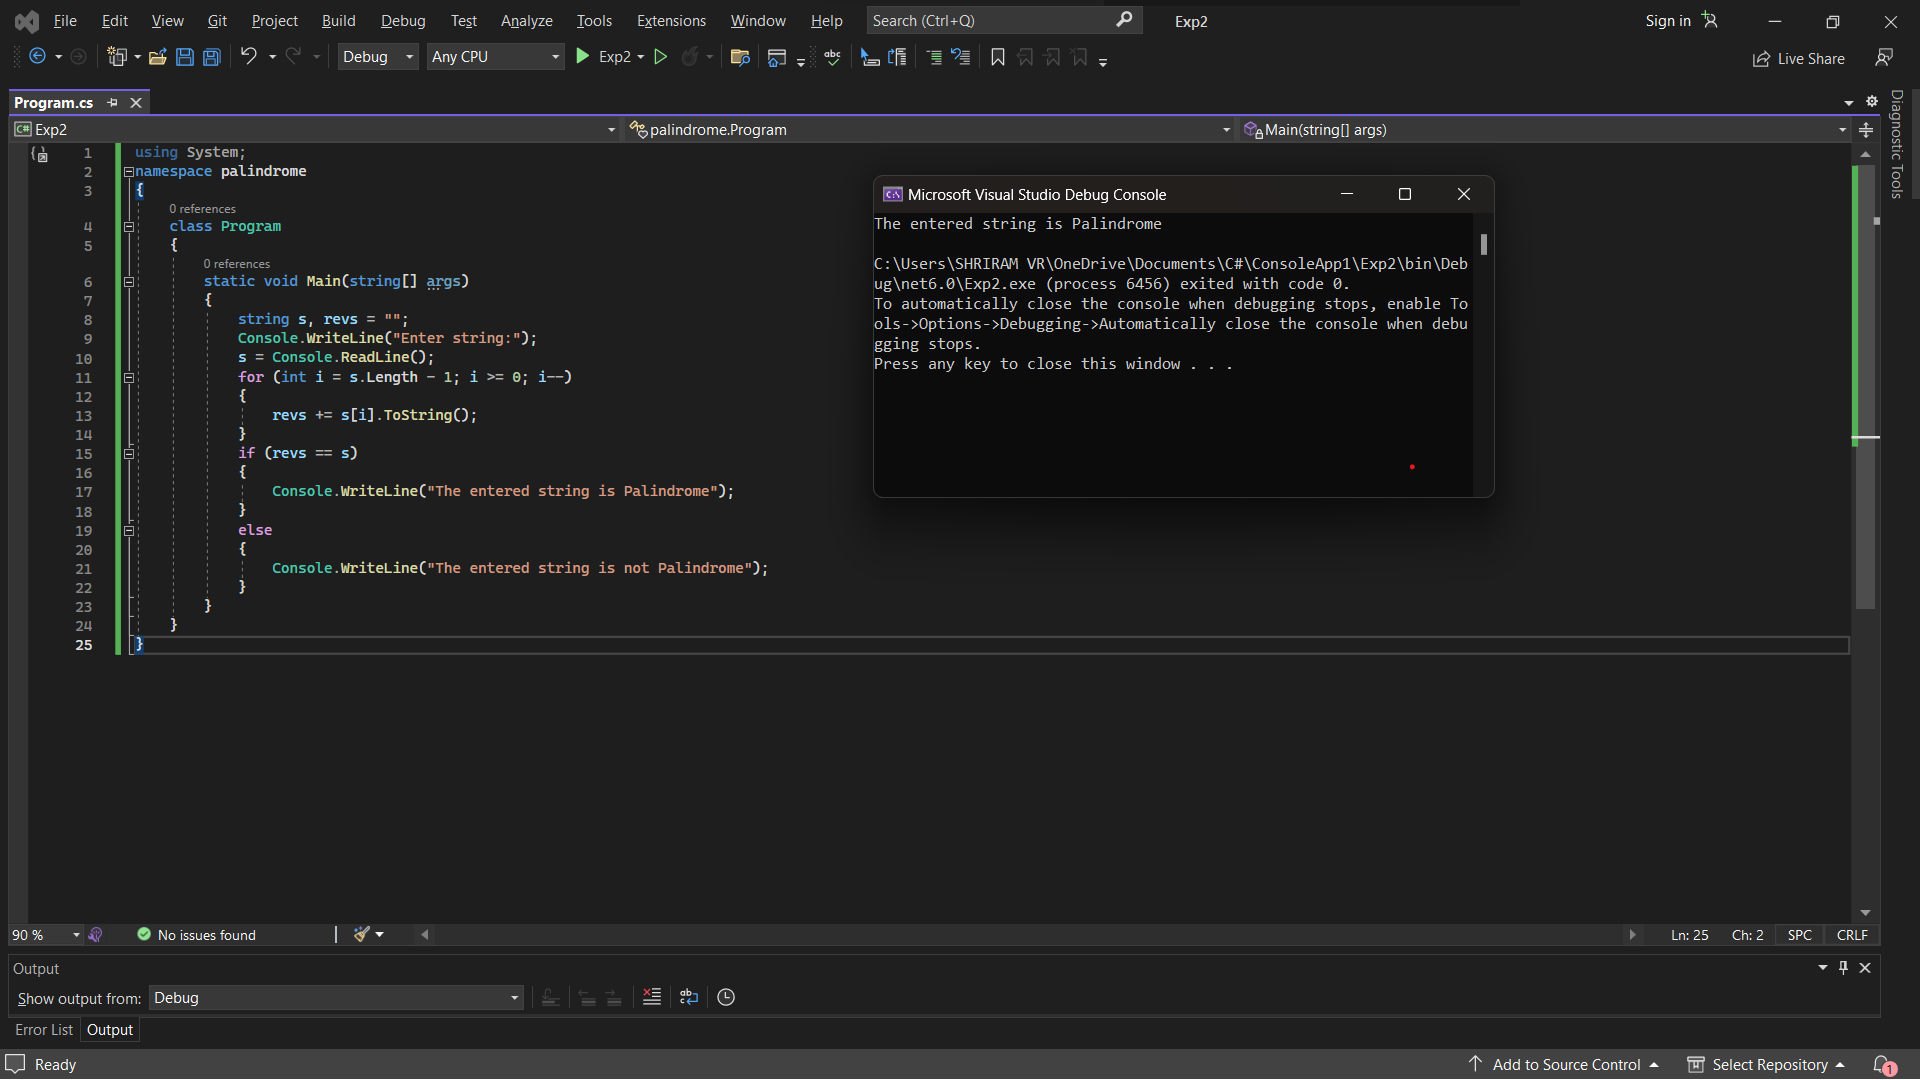 File Edit View Git Project Build Debug Test Analyze Tools Extensions Window Help Search (Ctrl+Q) Exp2 Sign in
Debug Any CPU Exp2 Live Share
Program.cs
C# Exp2 palindrome.Program Main(string[] args)
Diagnostic Tools
1 using System;
2 namespace palindrome
3 {
0 references
4 class Program
5 {
0 references
6 static void Main(string[] args)
7 {
8 string s, revs = "";
9 Console.WriteLine("Enter string:");
10 s = Console.ReadLine();
11 for (int i = s.Length - 1; i >= 0; i--)
12 {
13 revs += s[i].ToString();
14 }
15 if (revs == s)
16 {
17 Console.WriteLine("The entered string is Palindrome");
18 }
19 else
20 {
21 Console.WriteLine("The entered string is not Palindrome");
22 }
23 }
24 }
25 }
Microsoft Visual Studio Debug Console
The entered string is Palindrome
C:\Users\SHRIRAM VR\OneDrive\Documents\C#\ConsoleApp1\Exp2\bin\Deb
ug\net6.0\Exp2.exe (process 6456) exited with code 0.
To automatically close the console when debugging stops, enable To
ols->Options->Debugging->Automatically close the console when debu
gging stops.
Press any key to close this window . . .
90 % No issues found Ln: 25 Ch: 2 SPC CRLF
Output
Show output from: Debug
Error List Output
Ready Add to Source Control Select Repository 1